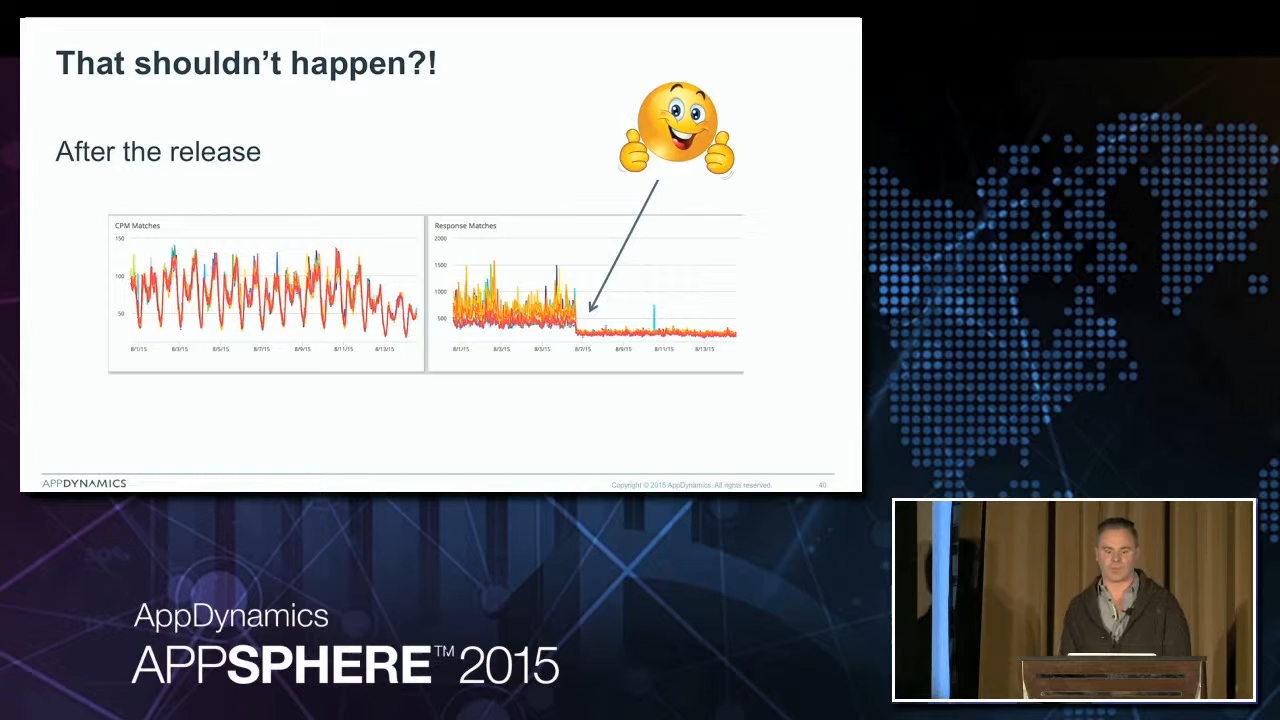 That shouldn't happen?!
After the release
CPM Matches
150
100
50
8/1/15 8/3/15 8/5/15 8/7/15 8/9/15 8/11/15 8/13/15
Response Matches
2000
1500
1000
500
8/1/15 8/3/15 8/5/15 8/7/15 8/9/15 8/11/15 8/13/15
APPDYNAMICS
Copyright © 2015 AppDynamics. All rights reserved.
40
30%
AppDynamics
APPSPHERE™ 2015